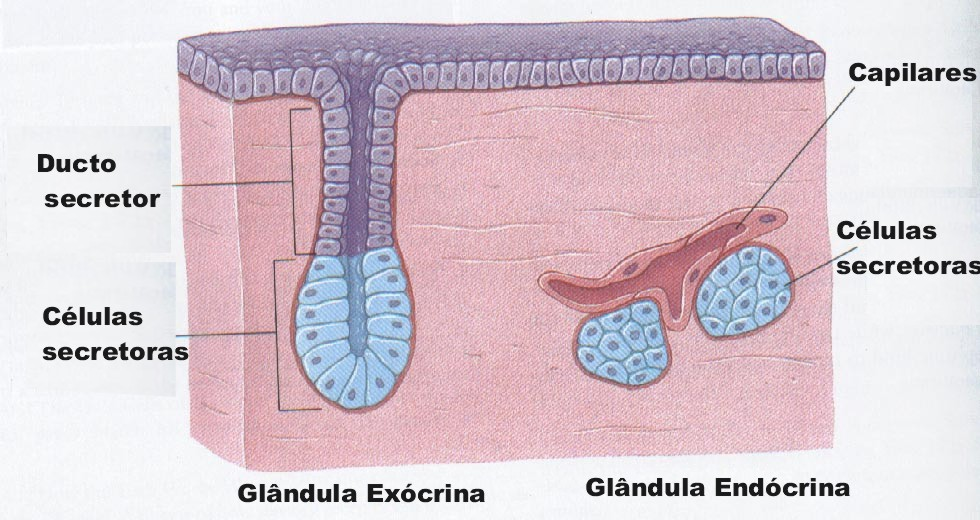 Capilares
Ducto
secretor
Células
secretoras
Células
secretoras
Glândula Exócrina
Glândula Endócrina